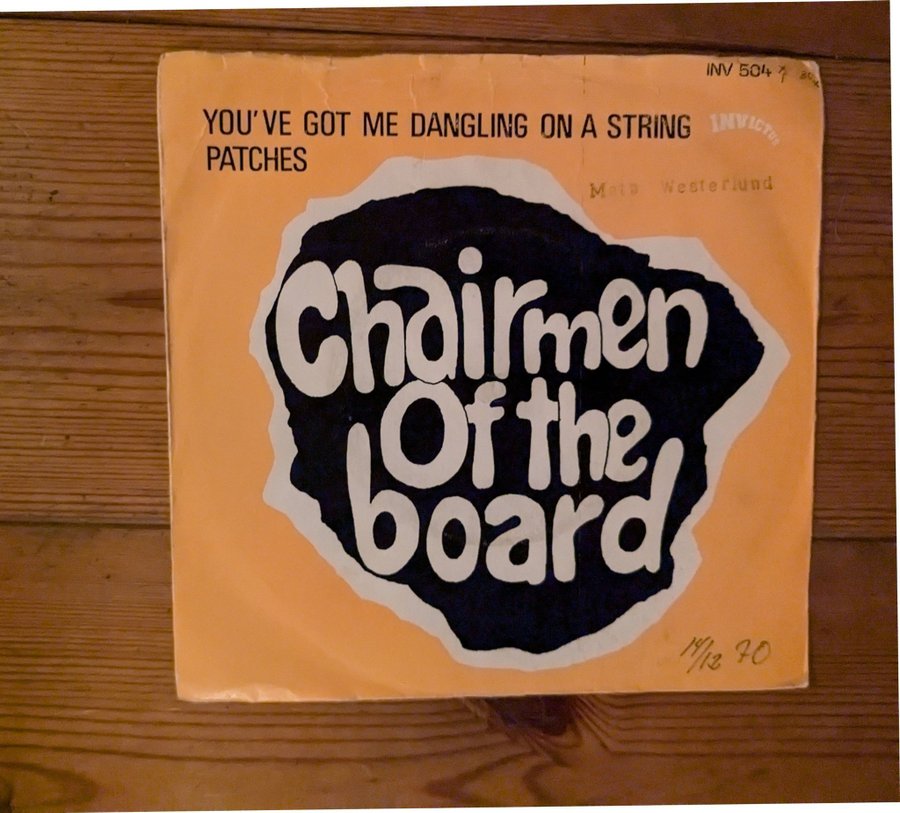 INV 504
YOU'VE GOT ME DANGLING ON A STRING
INVICTUS
PATCHES
Westerlund
Chairmen
Of the
board
14/12 70